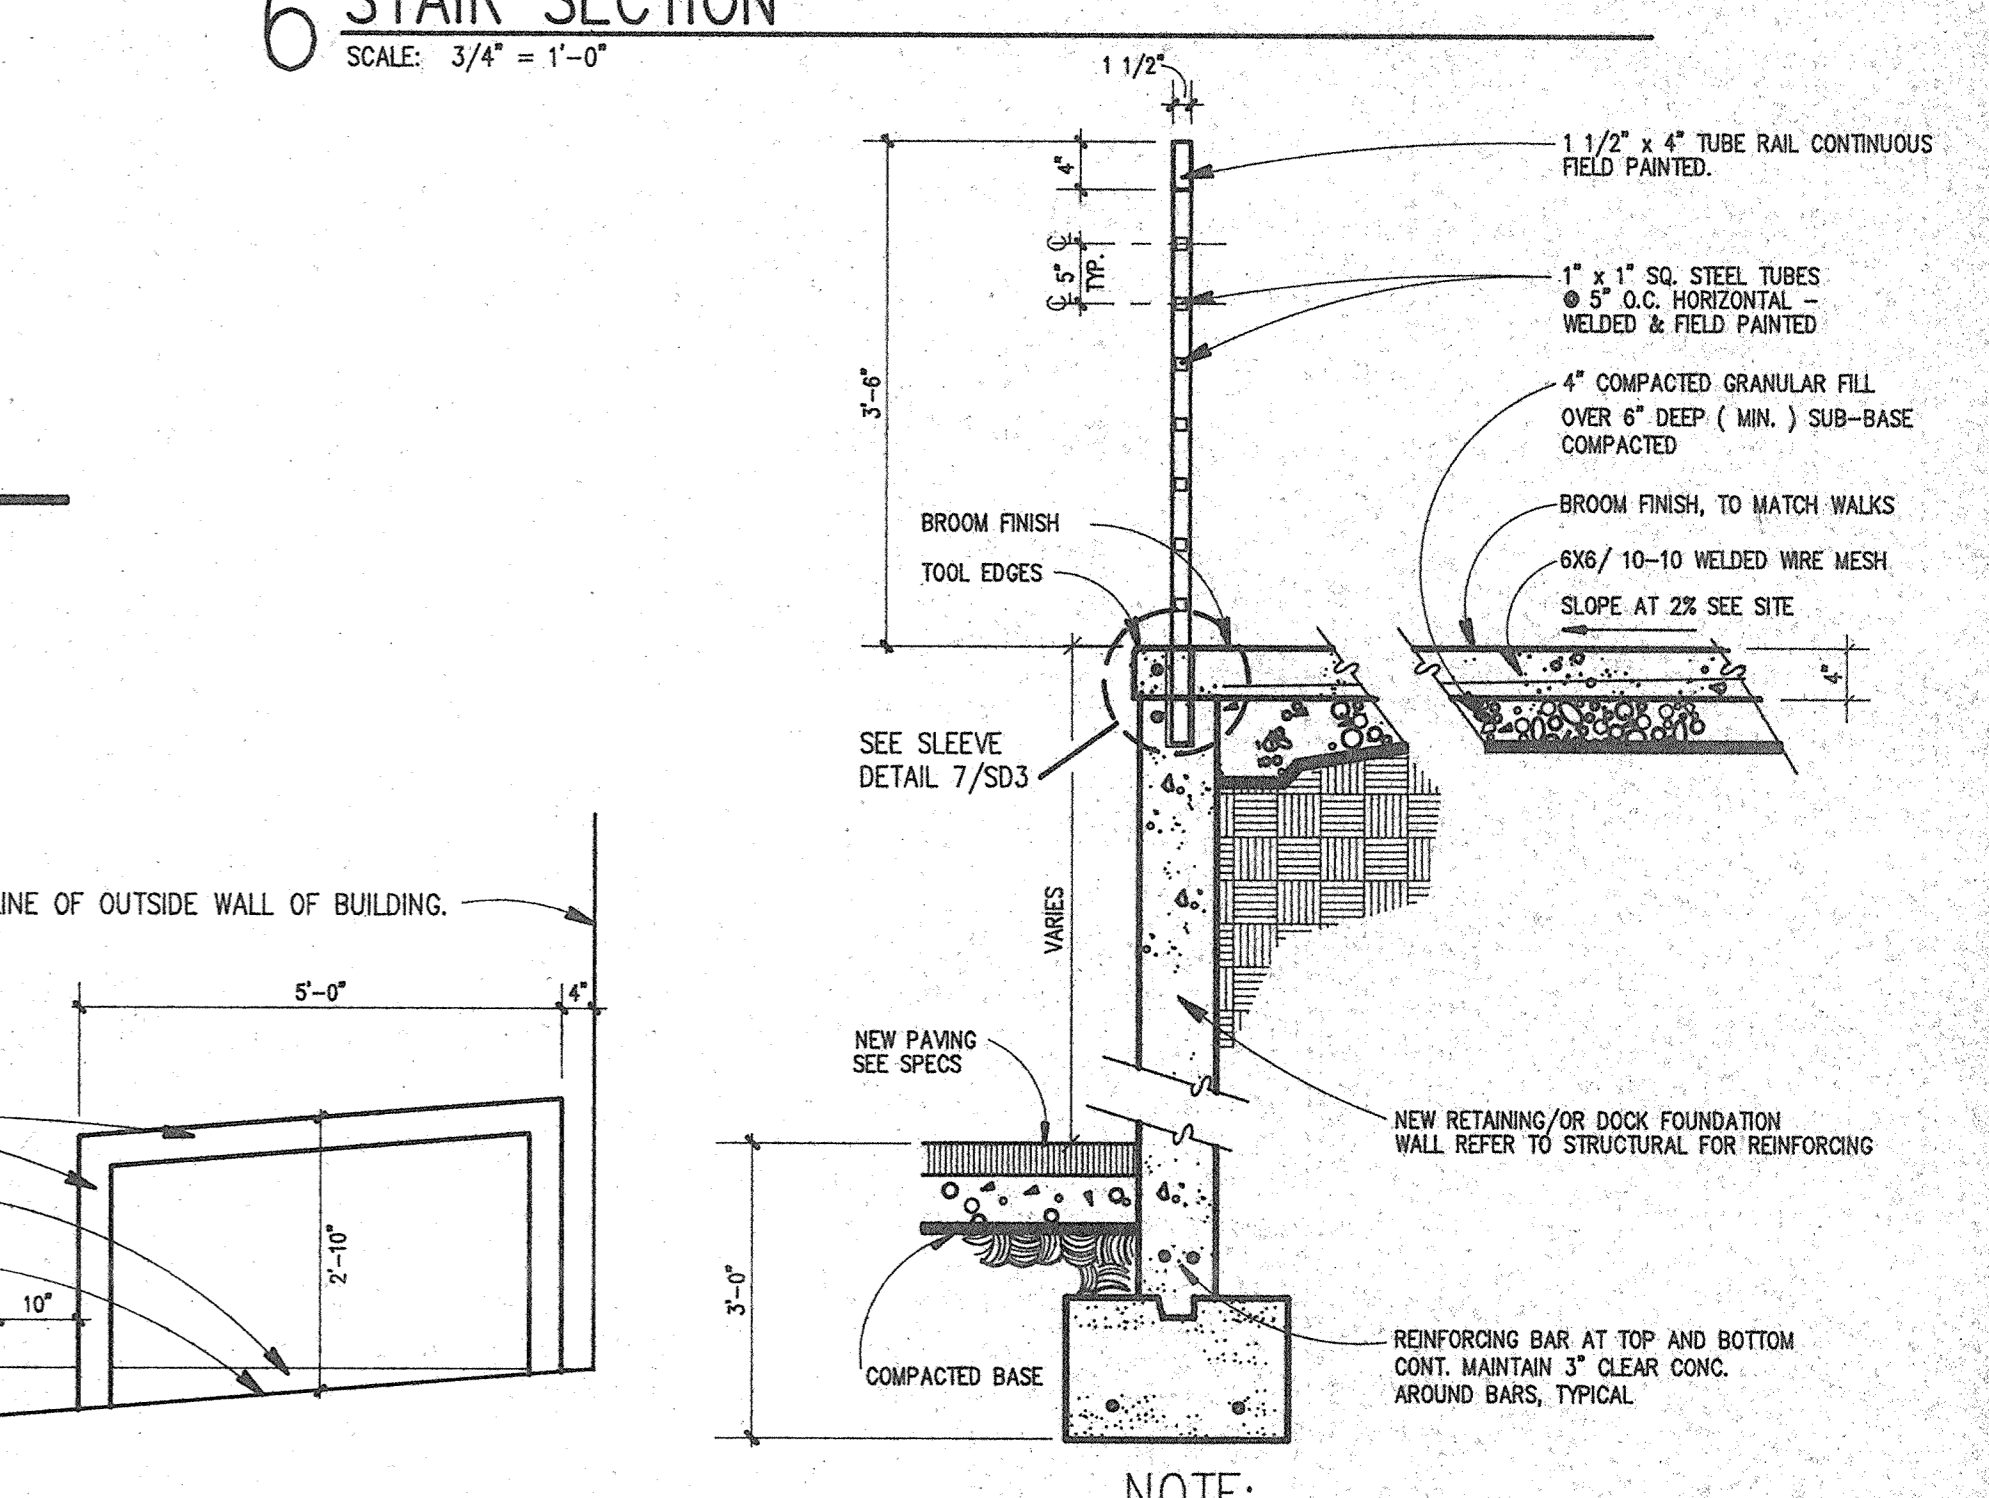 6 STAIR SECTION
SCALE: 3/4" = 1'-0"
1 1/2"
1 1/2" x 4" TUBE RAIL CONTINUOUS
FIELD PAINTED.
4"
5"
TYP.
1" x 1" SQ. STEEL TUBES
@ 5" O.C. HORIZONTAL -
WELDED & FIELD PAINTED
3'-6"
4" COMPACTED GRANULAR FILL
OVER 6" DEEP ( MIN. ) SUB-BASE
COMPACTED
BROOM FINISH, TO MATCH WALKS
BROOM FINISH
TOOL EDGES
6X6/ 10-10 WELDED WIRE MESH
SLOPE AT 2% SEE SITE
4"
SEE SLEEVE
DETAIL 7/SD3
VARIES
INE OF OUTSIDE WALL OF BUILDING.
5'-0"
4"
NEW PAVING
SEE SPECS
NEW RETAINING/OR DOCK FOUNDATION
WALL REFER TO STRUCTURAL FOR REINFORCING
2'-10"
10"
3'-0"
COMPACTED BASE
REINFORCING BAR AT TOP AND BOTTOM
CONT. MAINTAIN 3" CLEAR CONC.
AROUND BARS, TYPICAL
NOTE: